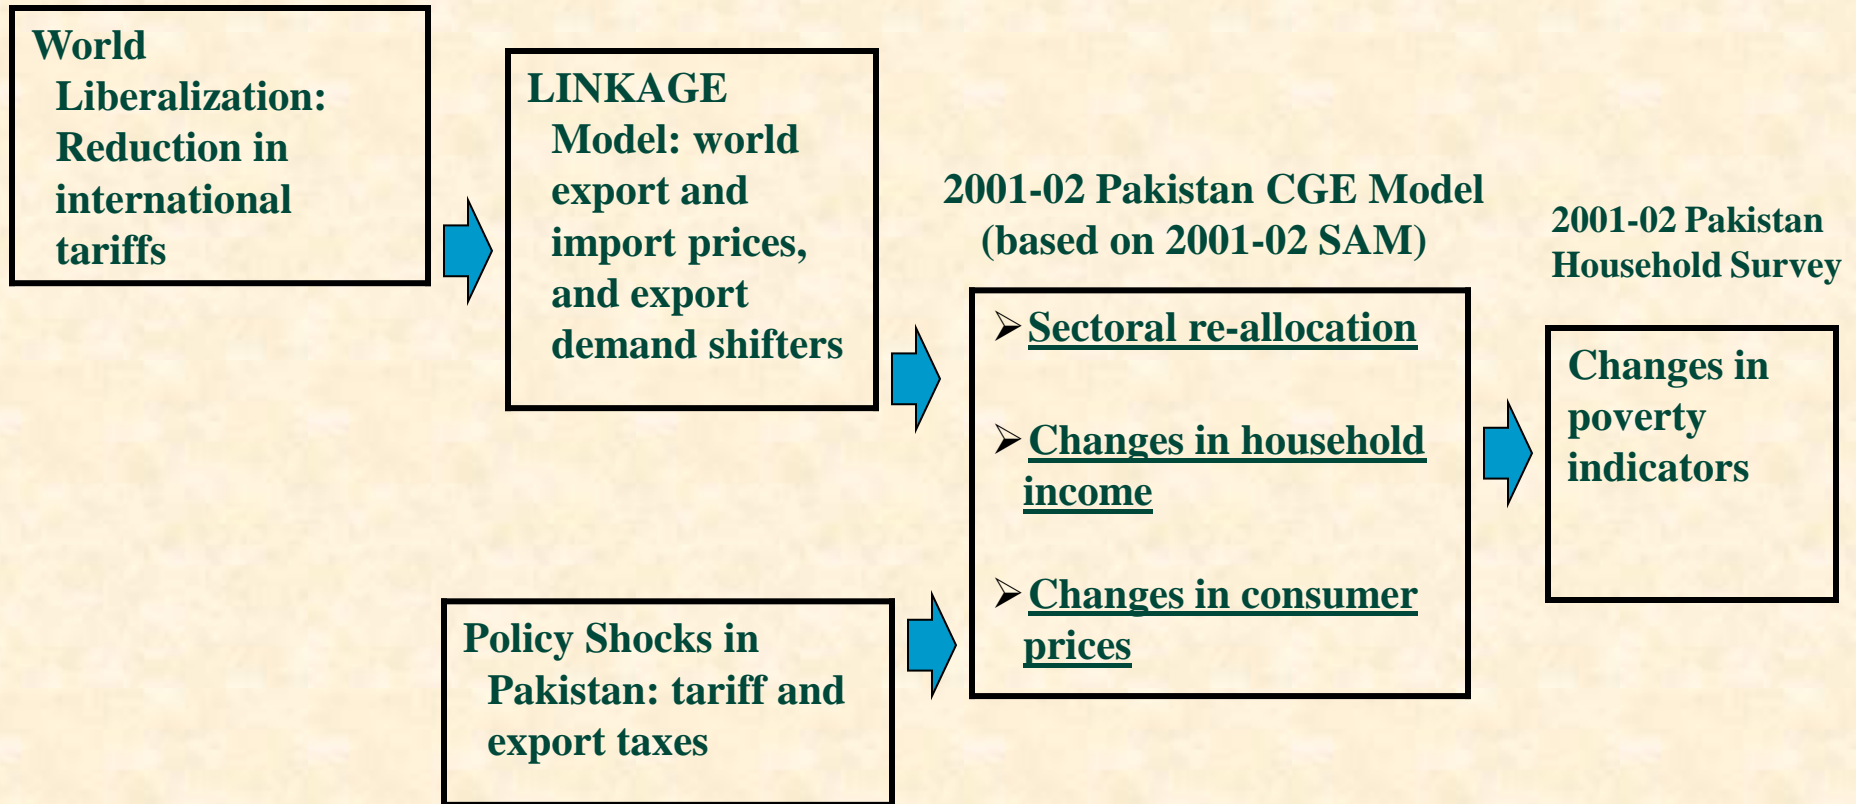 World
Liberalization:
Reduction in
international
tariffs
LINKAGE
Model: world
export and
import prices,
and export
demand shifters
2001-02 Pakistan CGE Model
(based on 2001-02 SAM)
➢Sectoral re-allocation
➢Changes in household
income
➢Changes in consumer
prices
2001-02 Pakistan
Household Survey
Changes in
poverty
indicators
Policy Shocks in
Pakistan: tariff and
export taxes